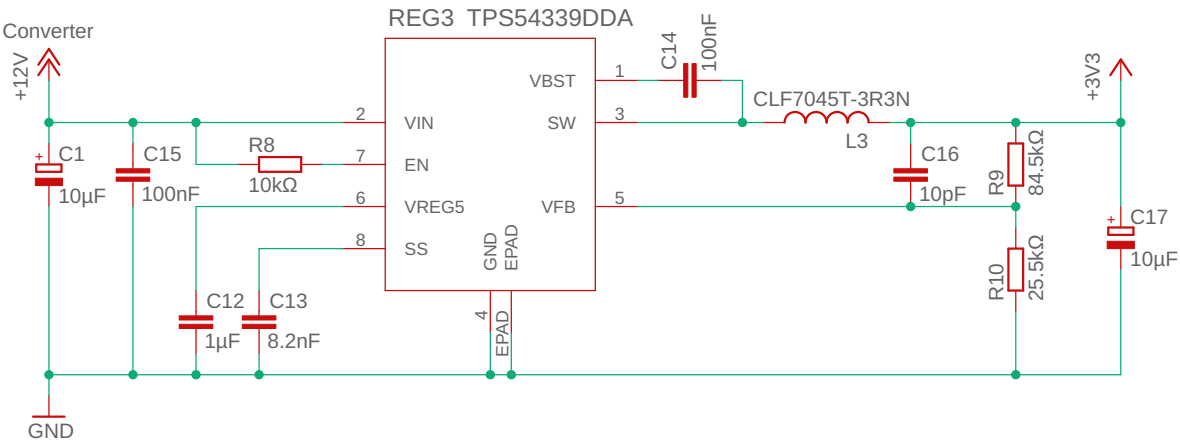 REG3 TPS54339DDA
Converter
+12V
C14
100nF
+3V3
1
VBST
CLF7045T-3R3N
2
VIN
SW
3
L3
C1
10µF
C15
100nF
R8
10kΩ
7
EN
C16
10pF
R9
84.5kΩ
6
VREG5
VFB
5
8
SS
GND
EPAD
C17
10µF
R10
25.5kΩ
C12
1µF
C13
8.2nF
4
EPAD
GND
+
+